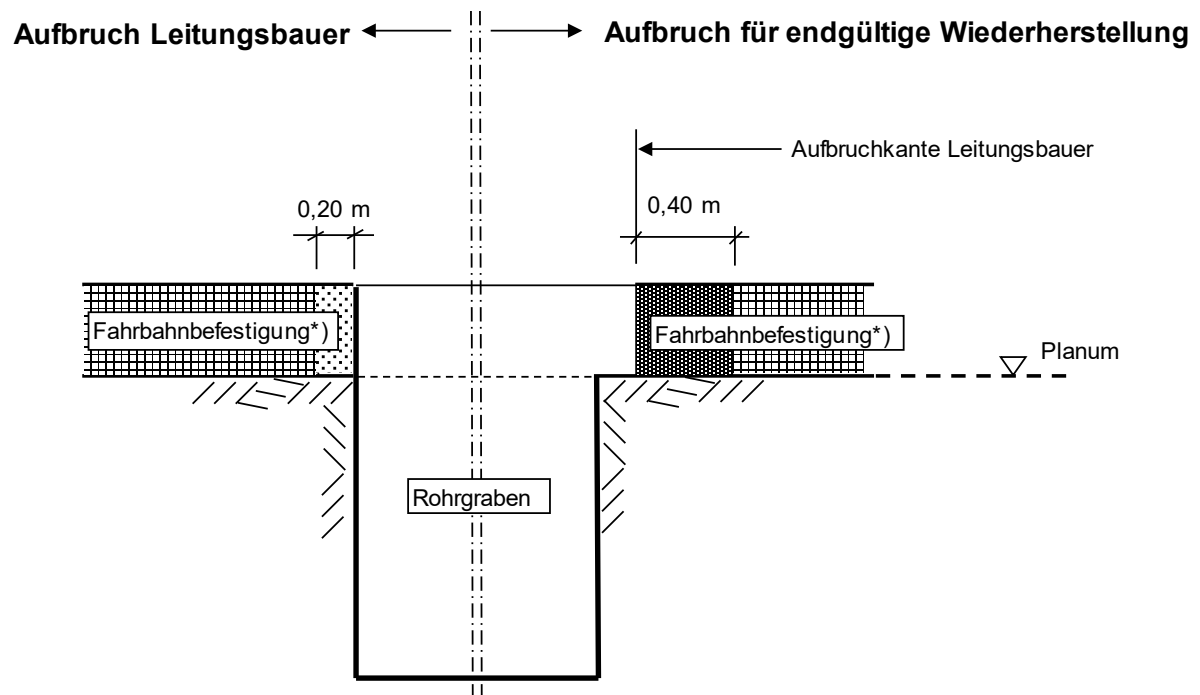 Aufbruch Leitungsbauer
Aufbruch für endgültige Wiederherstellung
Aufbruchkante Leitungsbauer
0,20 m
0,40 m
Fahrbahnbefestigung*)
Fahrbahnbefestigung*)
Planum
Rohrgraben